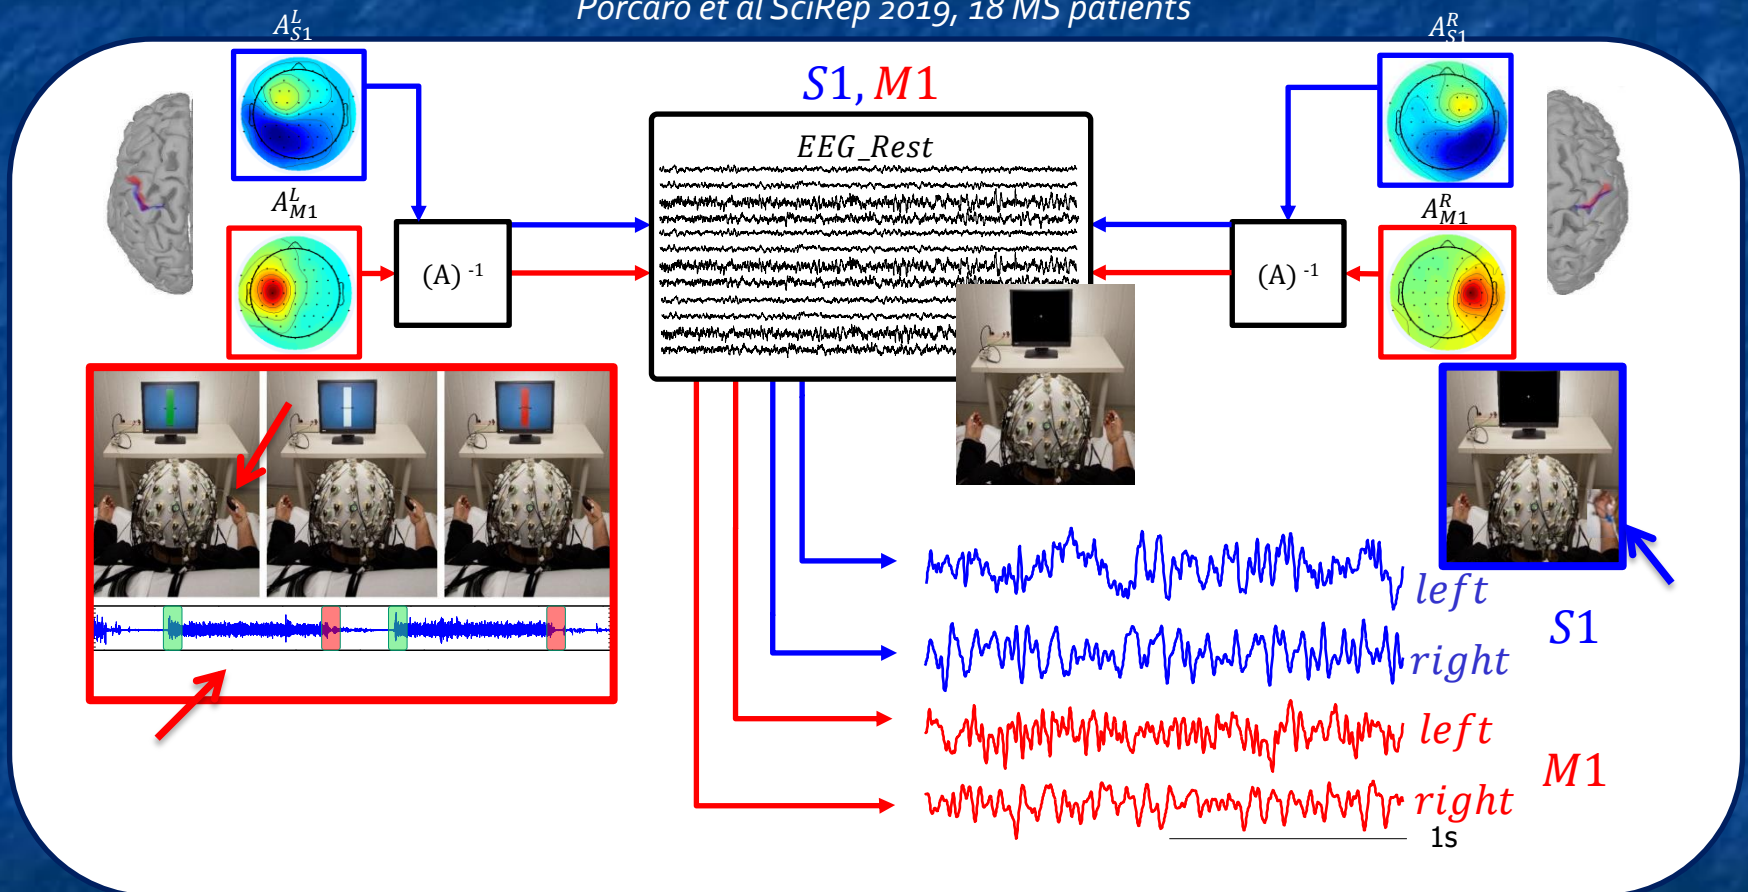 Porcaro et al SciRep 2019, 18 MS patients
A^L_S1
A^R_S1
S1, M1
EEG_Rest
A^L_M1
A^R_M1
(A) -1
(A) -1
left
S1
right
left
M1
right
1s